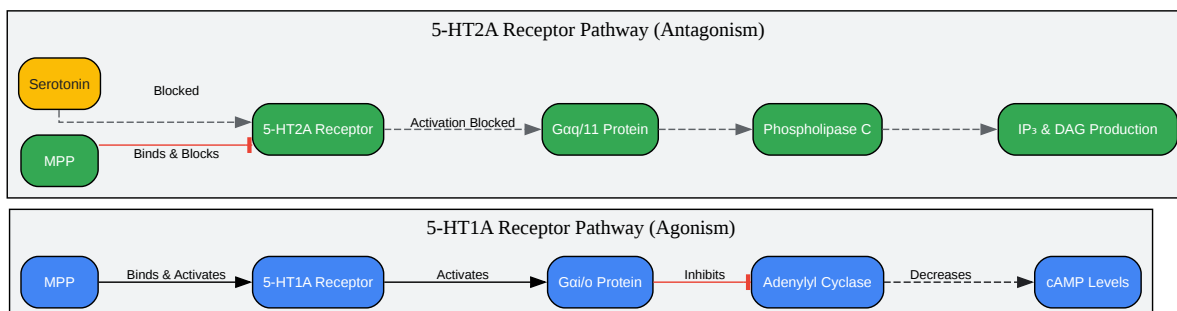 5-HT2A Receptor Pathway (Antagonism)
Serotonin
Blocked
5-HT2A Receptor
Activation Blocked
Gαq/11 Protein
Phospholipase C
IP₃ & DAG Production
MPP
Binds & Blocks
5-HT1A Receptor Pathway (Agonism)
MPP
Binds & Activates
5-HT1A Receptor
Activates
Gαi/o Protein
Inhibits
Adenylyl Cyclase
Decreases
cAMP Levels